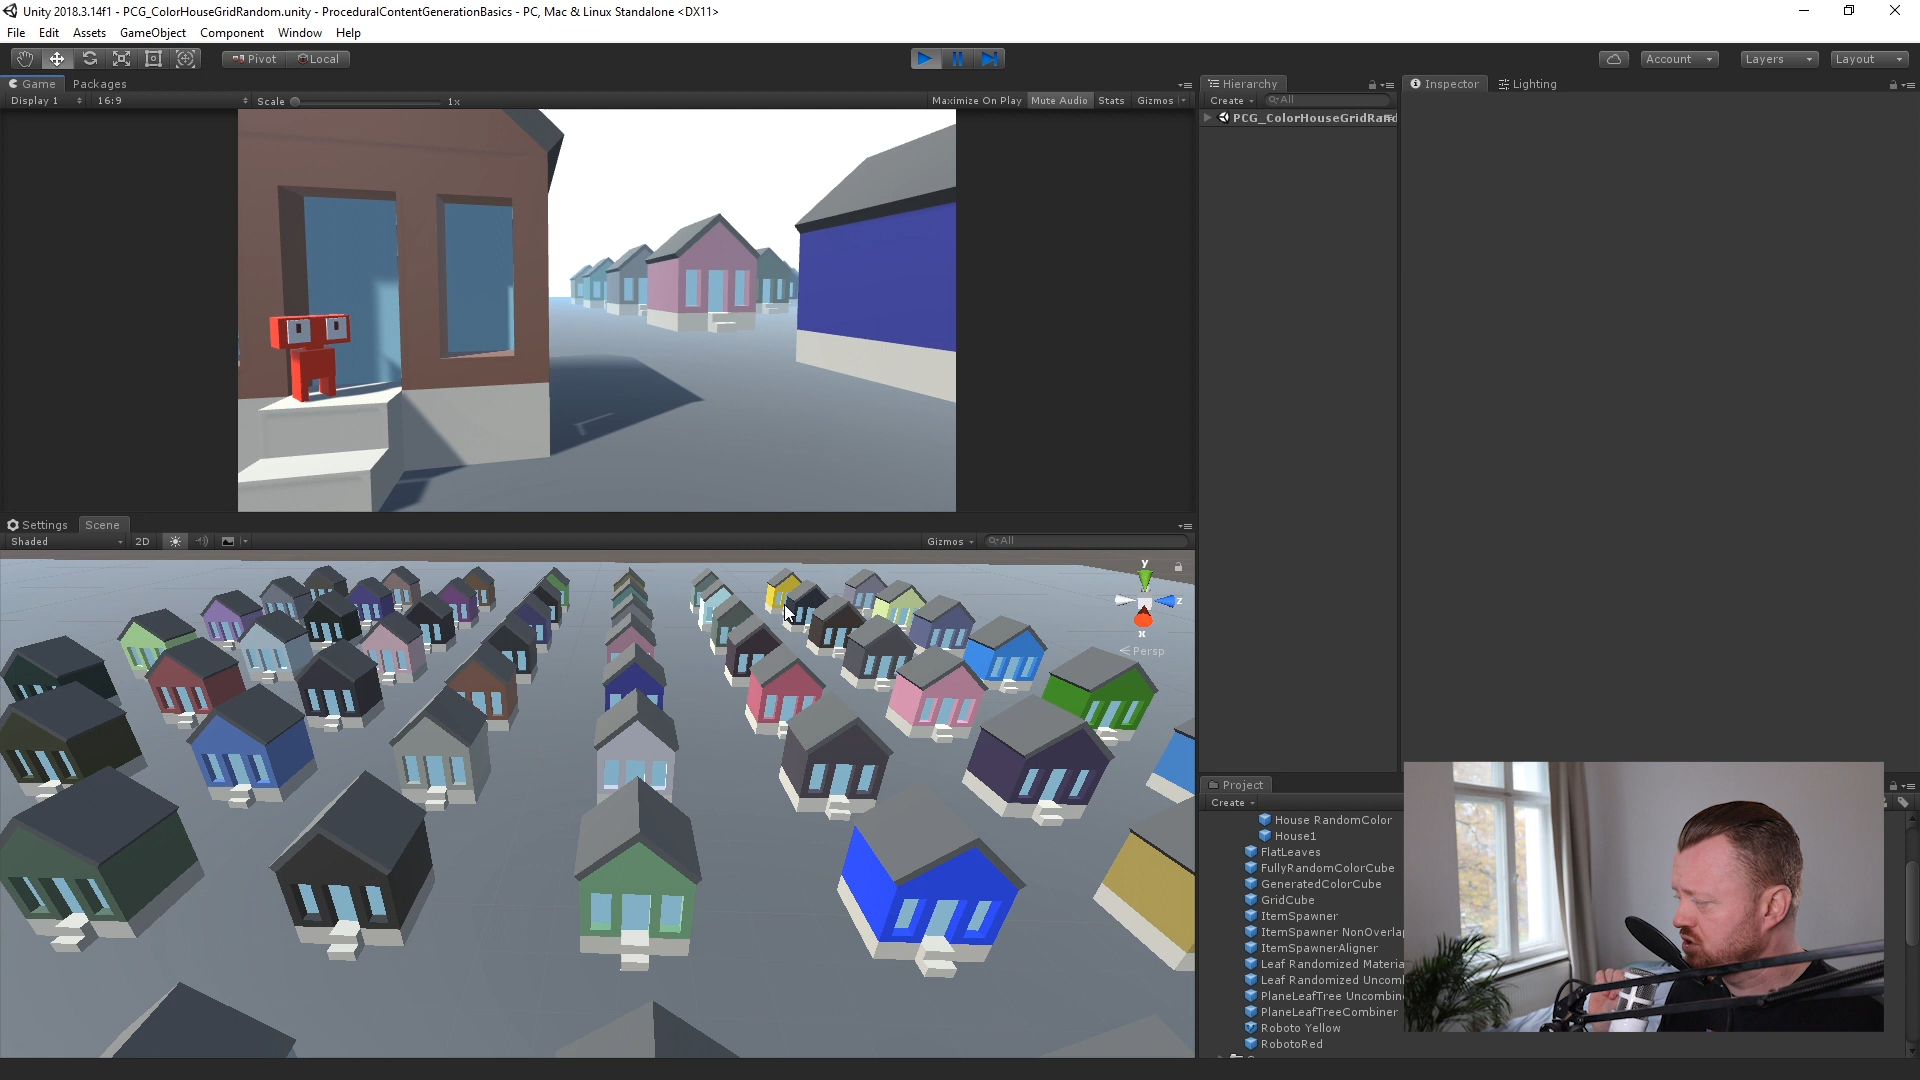 Unity 2018.3.14f1 - PCG_ColorHouseGridRandom.unity - ProceduralContentGenerationBasics - PC, Mac & Linux Standalone <DX11>
File Edit Assets GameObject Component Window Help
Pivot Local Account Layers Layout
Game Packages
Display 1 16:9 Scale 1x Maximize On Play Mute Audio Stats Gizmos
Hierarchy
Create All
PCG_ColorHouseGridRand
Inspector Lighting
Settings Scene
Shaded 2D Gizmos All
y
z
x
Persp
Project
Create
House RandomColor
House1
FlatLeaves
FullyRandomColorCube
GeneratedColorCube
GridCube
ItemSpawner
ItemSpawner NonOverlap
ItemSpawnerAligner
Leaf Randomized Materia
Leaf Randomized Uncom
PlaneLeafTree Uncombin
PlaneLeafTreeCombiner
Roboto Yellow
RobotoRed